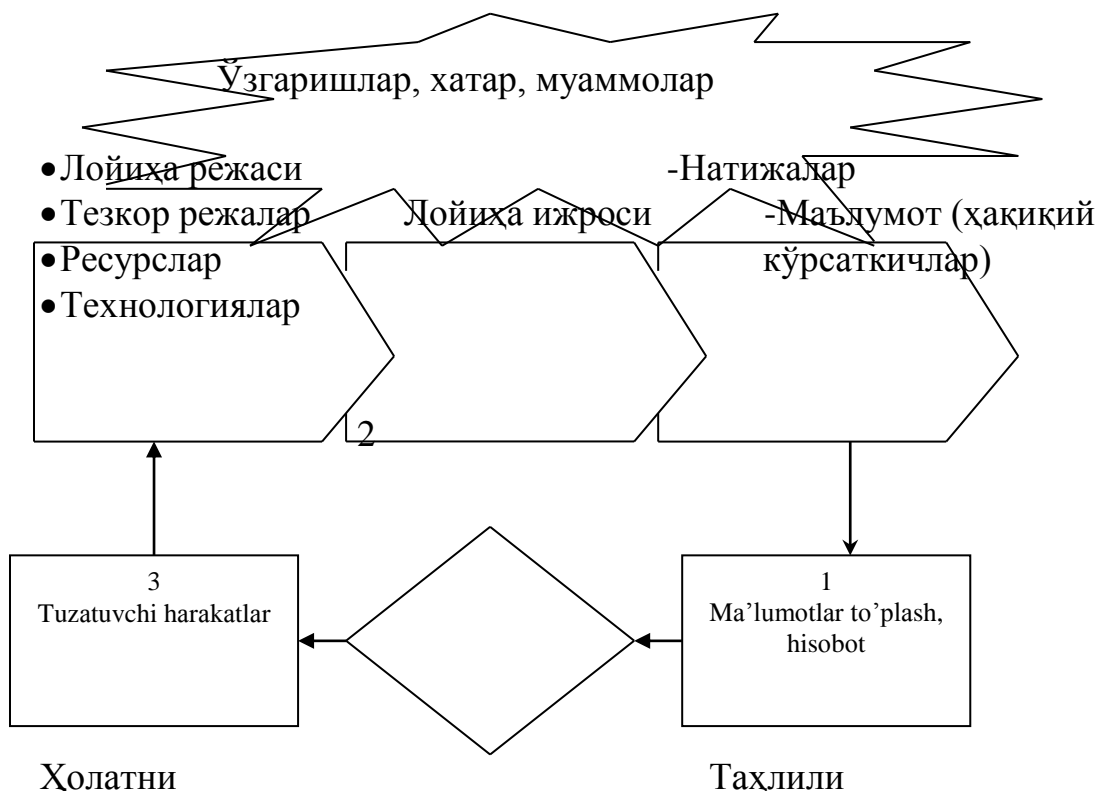 Ўзгаришлар, хатар, муаммолар
•Лойиҳа режаси
-Натижалар
•Тезкор режалар
Лойиҳа ижроси
-Маълумот (ҳақиқий
•Ресурслар
кўрсаткичлар)
•Технологиялар
2
3
Tuzatuvchi harakatlar
1
Ma’lumotlar to’plash,
hisobot
Ҳолатни
Таҳлили